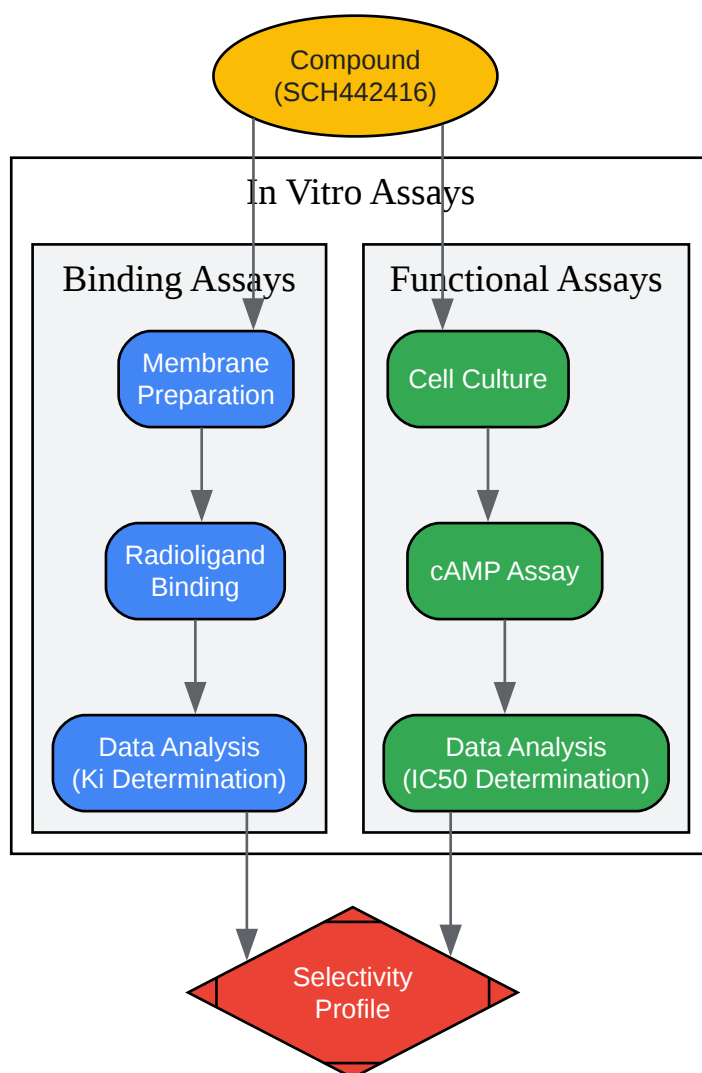 Compound
(SCH442416)
In Vitro Assays
Binding Assays
Functional Assays
Membrane
Preparation
Cell Culture
Radioligand
Binding
cAMP Assay
Data Analysis
(Ki Determination)
Data Analysis
(IC50 Determination)
Selectivity
Profile